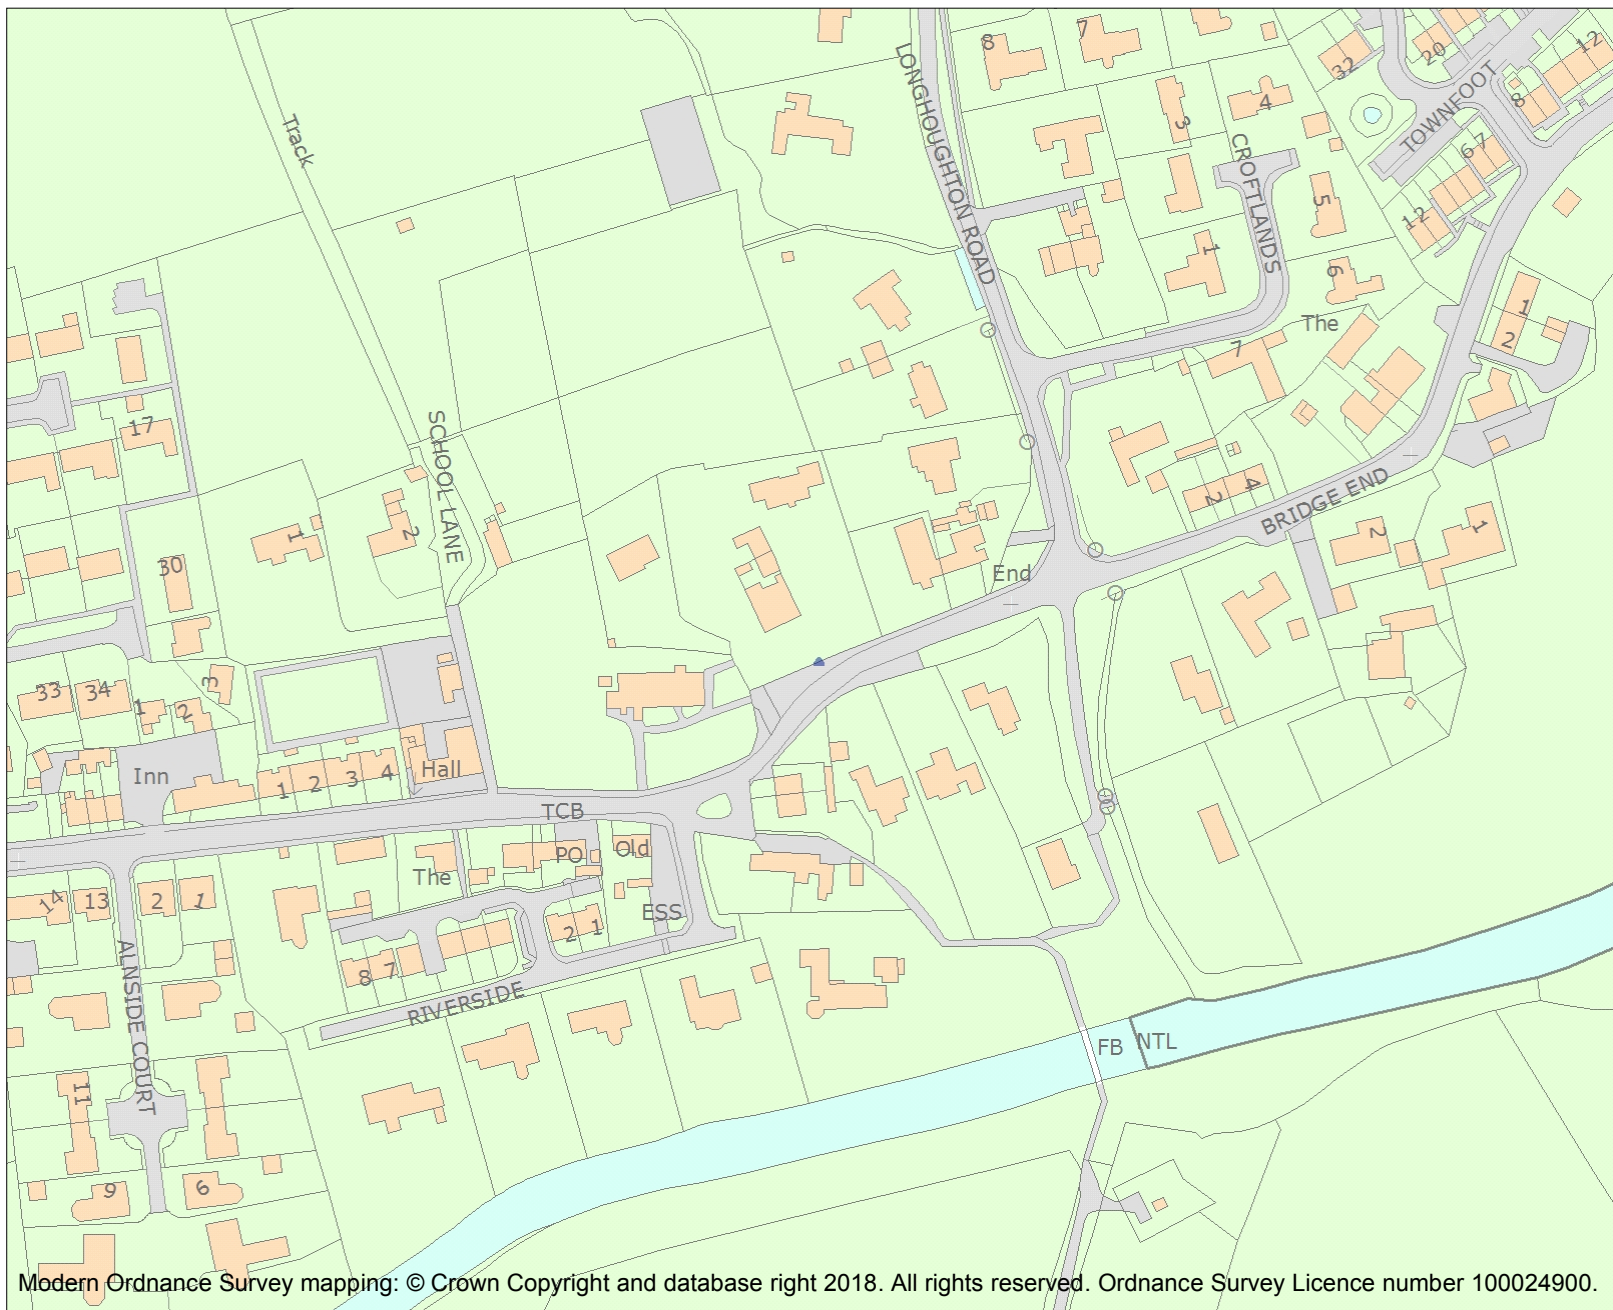 8
7
20
12
32
LONGHOUGHTON ROAD
Track
3
4
TOWNFOOT
8
CROFTLANDS
6 7
5
12
1
6
1
The
2
7
17
SCHOOL LANE
2
4
BRIDGE END
1
2
2
1
30
End
33
34
1
2
3
Inn
1
2
3
4
Hall
TCB
PO
Old
The
14
13
2
1
ESS
2
1
ALNSIDE COURT
8
7
RIVERSIDE
FB
NTL
11
9
6
Modern Ordnance Survey mapping: © Crown Copyright and database right 2018. All rights reserved. Ordnance Survey Licence number 100024900.